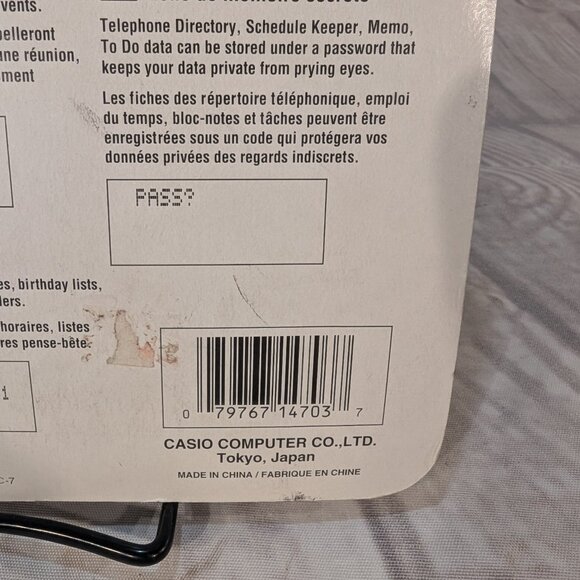 vents.
pelleront
une réunion,
ment
Telephone Directory, Schedule Keeper, Memo,
To Do data can be stored under a password that
keeps your data private from prying eyes.
Les fiches des répertoire téléphonique, emploi
du temps, bloc-notes et tâches peuvent être
enregistrées sous un code qui protégera vos
données privées des regards indiscrets.
PASS?
es, birthday lists,
ders.
horaires, listes
res pense-bête.
1
0 79767 14703 7
CASIO COMPUTER CO.,LTD.
Tokyo, Japan
MADE IN CHINA / FABRIQUE EN CHINE
C-7